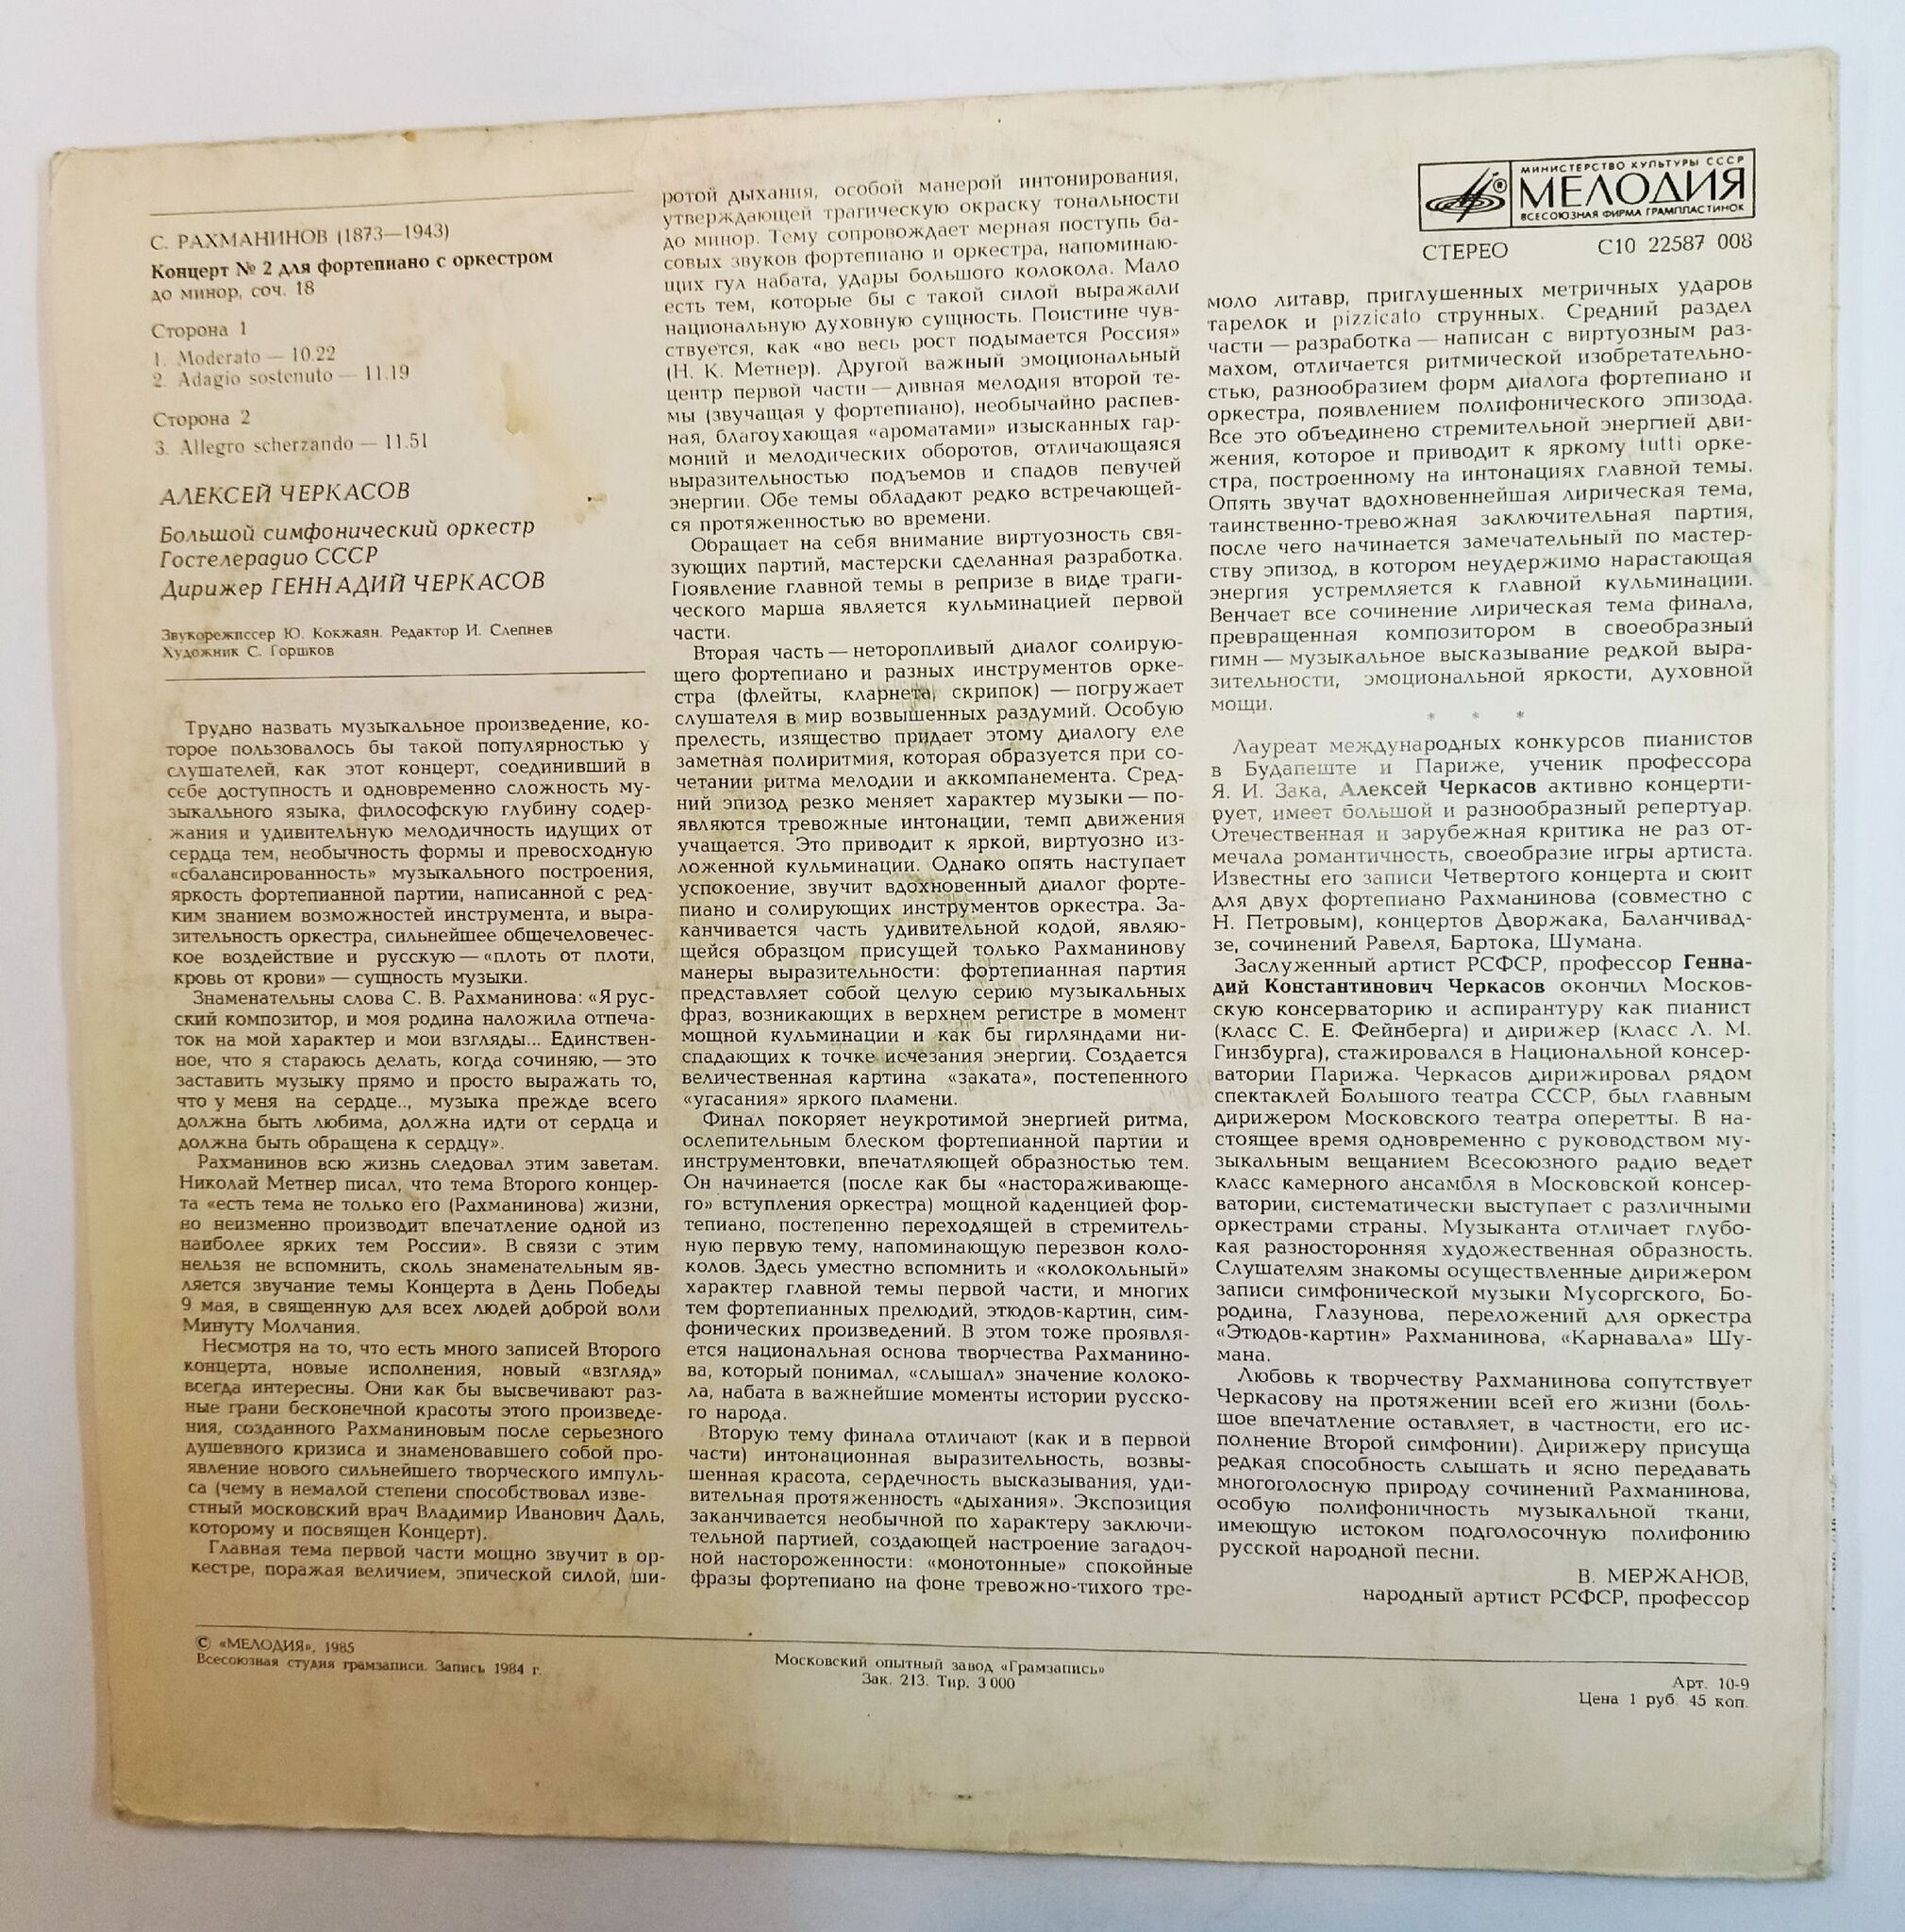 С. РАХМАНИНОВ (1873—1943)
Концерт № 2 для фортепиано с оркестром
до минор, соч. 18
Сторона 1
1. Moderato — 10.22
2. Adagio sostenuto — 11.19
Сторона 2
3. Allegro scherzando — 11.51
АЛЕКСЕЙ ЧЕРКАСОВ
Большой симфонический оркестр
Гостелерадио СССР
Дирижер ГЕННАДИЙ ЧЕРКАСОВ
Звукорежиссер Ю. Кокжаян. Редактор И. Слепнев
Художник С. Горшков
Трудно назвать музыкальное произведение, ко-
торое пользовалось бы такой популярностью у
слушателей, как этот концерт, соединивший в
себе доступность и одновременно сложность му-
зыкального языка, философскую глубину содер-
жания и удивительную мелодичность идущих от
сердца тем, необычность формы и превосходную
«сбалансированность» музыкального построения,
яркость фортепианной партии, написанной с ред-
ким знанием возможностей инструмента, и выра-
зительность оркестра, сильнейшее общечеловечес-
кое воздействие и русскую — «плоть от плоти,
кровь от крови» — сущность музыки.
Знаменательны слова С. В. Рахманинова: «Я рус-
ский композитор, и моя родина наложила отпеча-
ток на мой характер и мои взгляды... Единствен-
ное, что я стараюсь делать, когда сочиняю, — это
заставить музыку прямо и просто выражать то,
что у меня на сердце.., музыка прежде всего
должна быть любима, должна идти от сердца и
должна быть обращена к сердцу».
Рахманинов всю жизнь следовал этим заветам.
Николай Метнер писал, что тема Второго концер-
та «есть тема не только его (Рахманинова) жизни,
но неизменно производит впечатление одной из
наиболее ярких тем России». В связи с этим
нельзя не вспомнить, сколь знаменательным яв-
ляется звучание темы Концерта в День Победы
9 мая, в священную для всех людей доброй воли
Минуту Молчания.
Несмотря на то, что есть много записей Второго
концерта, новые исполнения, новый «взгляд»
всегда интересны. Они как бы высвечивают раз-
ные грани бесконечной красоты этого произведе-
ния, созданного Рахманиновым после серьезного
душевного кризиса и знаменовавшего собой про-
явление нового сильнейшего творческого импуль-
са (чему в немалой степени способствовал изве-
стный московский врач Владимир Иванович Даль,
которому и посвящен Концерт).
Главная тема первой части мощно звучит в ор-
кестре, поражая величием, эпической силой, ши-
ротой дыхания, особой манерой интонирования,
утверждающей трагическую окраску тональности
до минор. Тему сопровождает мерная поступь ба-
совых звуков фортепиано и оркестра, напоминаю-
щих гул набата, удары большого колокола. Мало
есть тем, которые бы с такой силой выражали
национальную духовную сущность. Поистине чув-
ствуется, как «во весь рост подымается Россия»
(Н. К. Метнер). Другой важный эмоциональный
центр первой части — дивная мелодия второй те-
мы (звучащая у фортепиано), необычайно распев-
ная, благоухающая «ароматами» изысканных гар-
моний и мелодических оборотов, отличающаяся
выразительностью подъемов и спадов певучей
энергии. Обе темы обладают редко встречающей-
ся протяженностью во времени.
Обращает на себя внимание виртуозность свя-
зующих партий, мастерски сделанная разработка.
Появление главной темы в репризе в виде траги-
ческого марша является кульминацией первой
части.
Вторая часть — неторопливый диалог солирую-
щего фортепиано и разных инструментов орке-
стра (флейты, кларнета, скрипок) — погружает
слушателя в мир возвышенных раздумий. Особую
прелесть, изящество придает этому диалогу еле
заметная полиритмия, которая образуется при со-
четании ритма мелодии и аккомпанемента. Сред-
ний эпизод резко меняет характер музыки — по-
являются тревожные интонации, темп движения
учащается. Это приводит к яркой, виртуозно из-
ложенной кульминации. Однако опять наступает
успокоение, звучит вдохновенный диалог форте-
пиано и солирующих инструментов оркестра. За-
канчивается часть удивительной кодой, являю-
щейся образцом присущей только Рахманинову
манеры выразительности: фортепианная партия
представляет собой целую серию музыкальных
фраз, возникающих в верхнем регистре в момент
мощной кульминации и как бы гирляндами ни-
спадающих к точке исчезания энергии. Создается
величественная картина «заката», постепенного
«угасания» яркого пламени.
Финал покоряет неукротимой энергией ритма,
ослепительным блеском фортепианной партии и
инструментовки, впечатляющей образностью тем.
Он начинается (после как бы «настораживающе-
го» вступления оркестра) мощной каденцией фор-
тепиано, постепенно переходящей в стремитель-
ную первую тему, напоминающую перезвон коло-
колов. Здесь уместно вспомнить и «колокольный»
характер главной темы первой части, и многих
тем фортепианных прелюдий, этюдов-картин, сим-
фонических произведений. В этом тоже проявля-
ется национальная основа творчества Рахманино-
ва, который понимал, «слышал» значение колоко-
ла, набата в важнейшие моменты истории русско-
го народа.
Вторую тему финала отличают (как и в первой
части) интонационная выразительность, возвы-
шенная красота, сердечность высказывания, уди-
вительная протяженность «дыхания». Экспозиция
заканчивается необычной по характеру заключи-
тельной партией, создающей настроение загадоч-
ной настороженности: «монотонные» спокойные
фразы фортепиано на фоне тревожно-тихого тре-
МИНИСТЕРСТВО КУЛЬТУРЫ СССР
МЕЛОДИЯ
ВСЕСОЮЗНАЯ ФИРМА ГРАМПЛАСТИНОК
СТЕРЕО С10 22587 008
моло литавр, приглушенных метричных ударов
тарелок и pizzicato струнных. Средний раздел
части — разработка — написан с виртуозным раз-
махом, отличается ритмической изобретательно-
стью, разнообразием форм диалога фортепиано и
оркестра, появлением полифонического эпизода.
Все это объединено стремительной энергией дви-
жения, которое и приводит к яркому tutti орке-
стра, построенному на интонациях главной темы.
Опять звучат вдохновеннейшая лирическая тема,
таинственно-тревожная заключительная партия,
после чего начинается замечательный по мастер-
ству эпизод, в котором неудержимо нарастающая
энергия устремляется к главной кульминации.
Венчает все сочинение лирическая тема финала,
превращенная композитором в своеобразный
гимн — музыкальное высказывание редкой выра-
зительности, эмоциональной яркости, духовной
мощи.
* * *
Лауреат международных конкурсов пианистов
в Будапеште и Париже, ученик профессора
Я. И. Зака, Алексей Черкасов активно концерти-
рует, имеет большой и разнообразный репертуар.
Отечественная и зарубежная критика не раз от-
мечала романтичность, своеобразие игры артиста.
Известны его записи Четвертого концерта и сюит
для двух фортепиано Рахманинова (совместно с
Н. Петровым), концертов Дворжака, Баланчивад-
зе, сочинений Равеля, Бартока, Шумана.
Заслуженный артист РСФСР, профессор Генна-
дий Константинович Черкасов окончил Москов-
скую консерваторию и аспирантуру как пианист
(класс С. Е. Фейнберга) и дирижер (класс Л. М.
Гинзбурга), стажировался в Национальной консер-
ватории Парижа. Черкасов дирижировал рядом
спектаклей Большого театра СССР, был главным
дирижером Московского театра оперетты. В на-
стоящее время одновременно с руководством му-
зыкальным вещанием Всесоюзного радио ведет
класс камерного ансамбля в Московской консер-
ватории, систематически выступает с различными
оркестрами страны. Музыканта отличает глубо-
кая разносторонняя художественная образность.
Слушателям знакомы осуществленные дирижером
записи симфонической музыки Мусоргского, Бо-
родина, Глазунова, переложений для оркестра
«Этюдов-картин» Рахманинова, «Карнавала» Шу-
мана.
Любовь к творчеству Рахманинова сопутствует
Черкасову на протяжении всей его жизни (боль-
шое впечатление оставляет, в частности, его ис-
полнение Второй симфонии). Дирижеру присуща
редкая способность слышать и ясно передавать
многоголосную природу сочинений Рахманинова,
особую полифоничность музыкальной ткани,
имеющую истоком подголосочную полифонию
русской народной песни.
В. МЕРЖАНОВ,
народный артист РСФСР, профессор
© «МЕЛОДИЯ», 1985
Всесоюзная студия грамзаписи. Запись 1984 г.
Московский опытный завод «Грамзапись»
Зак. 213. Тир. 3 000
Арт. 10-9
Цена 1 руб. 45 коп.